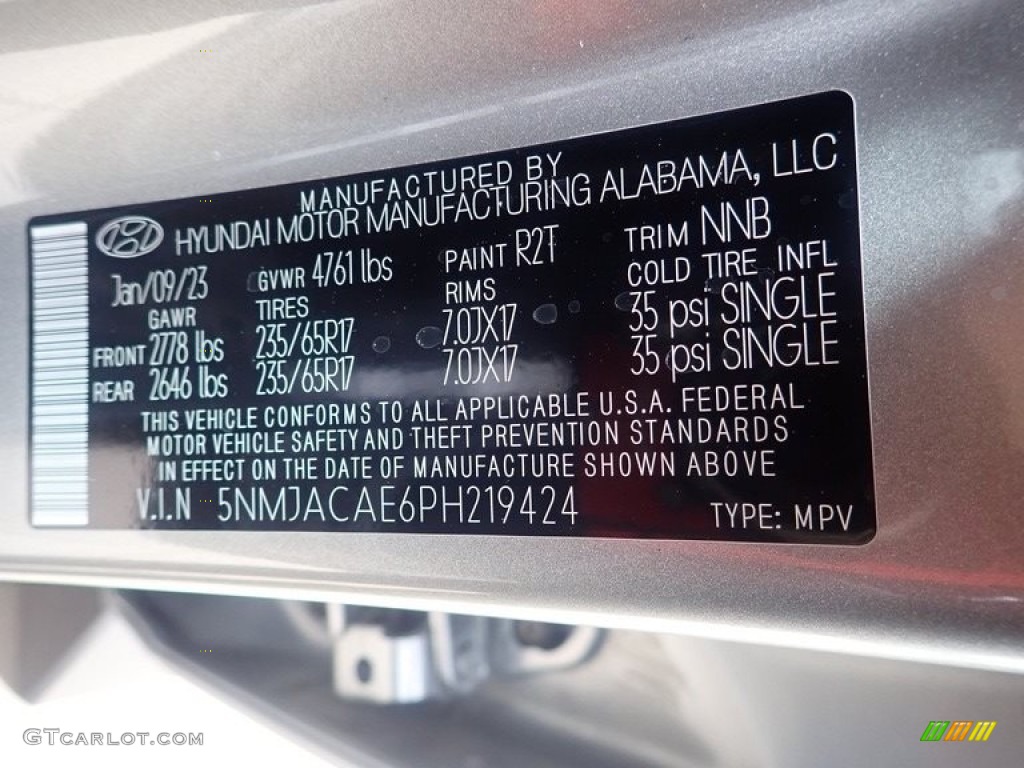 MANUFACTURED BY
HYUNDAI MOTOR MANUFACTURING ALABAMA, LLC
Jan/09/23 GVWR 4761 lbs PAINT R2T TRIM NNB
GAWR TIRES RIMS COLD TIRE INFL
FRONT 2778 lbs 235/65R17 7.0JX17 35 psi SINGLE
REAR 2646 lbs 235/65R17 7.0JX17 35 psi SINGLE
THIS VEHICLE CONFORMS TO ALL APPLICABLE U.S.A. FEDERAL
MOTOR VEHICLE SAFETY AND THEFT PREVENTION STANDARDS
IN EFFECT ON THE DATE OF MANUFACTURE SHOWN ABOVE
V.I.N 5NMJACAE6PH219424 TYPE: MPV
GTCARLOT.COM